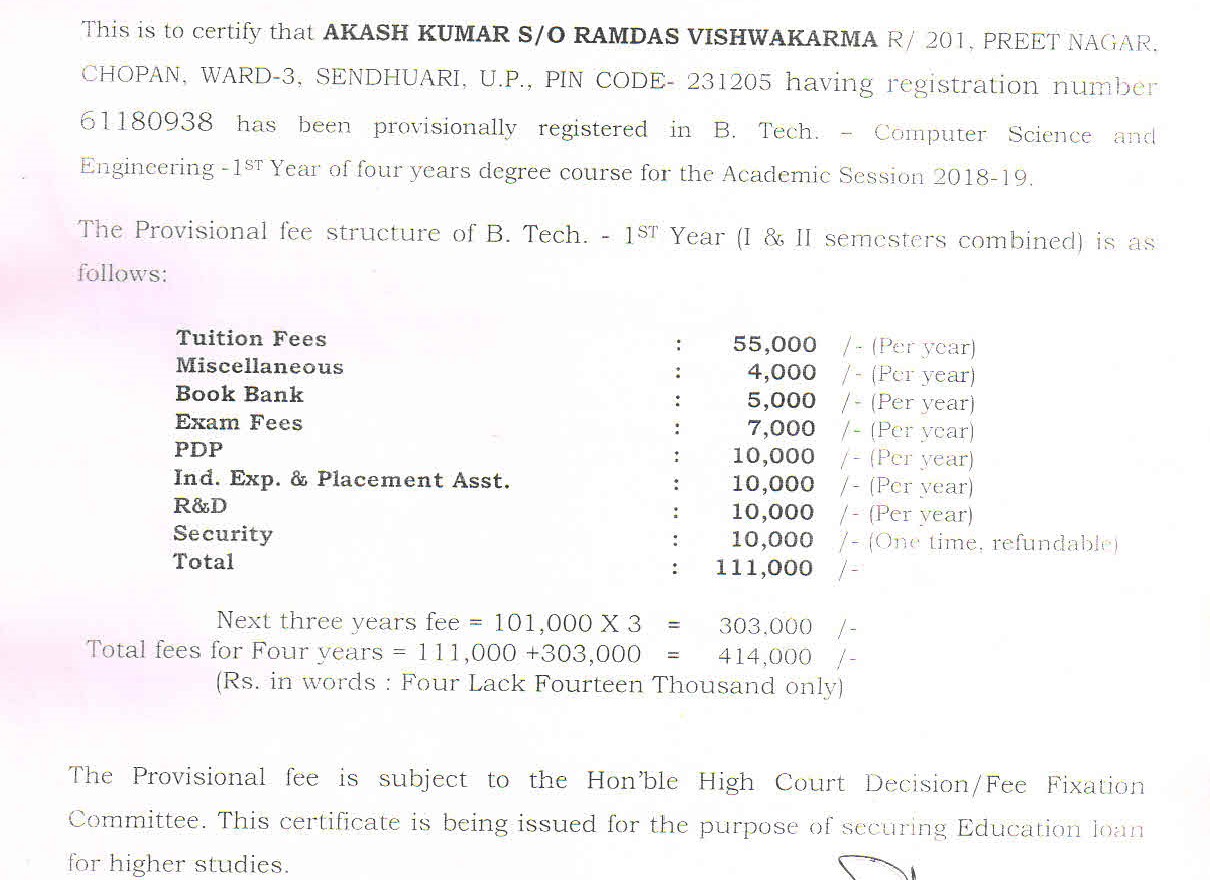 This is to certify that AKASH KUMAR S/O RAMDAS VISHWAKARMA R/ 201, PREET NAGAR,
CHOPAN, WARD-3, SENDHUARI, U.P., PIN CODE- 231205 having registration number
61180938 has been provisionally registered in B. Tech. – Computer Science and
Engineering -1ST Year of four years degree course for the Academic Session 2018-19.
The Provisional fee structure of B. Tech. - 1ST Year (I & II semesters combined) is as
follows:
Tuition Fees : 55,000 /- (Per year)
Miscellaneous : 4,000 /- (Per year)
Book Bank : 5,000 /- (Per year)
Exam Fees : 7,000 /- (Per year)
PDP : 10,000 /- (Per year)
Ind. Exp. & Placement Asst. : 10,000 /- (Per year)
R&D : 10,000 /- (Per year)
Security : 10,000 /- (One time, refundable)
Total : 111,000 /-
Next three years fee = 101,000 X 3 = 303,000 /-
Total fees for Four years = 111,000 +303,000 = 414,000 /-
(Rs. in words : Four Lack Fourteen Thousand only)
The Provisional fee is subject to the Hon'ble High Court Decision/Fee Fixation
Committee. This certificate is being issued for the purpose of securing Education loan
for higher studies.